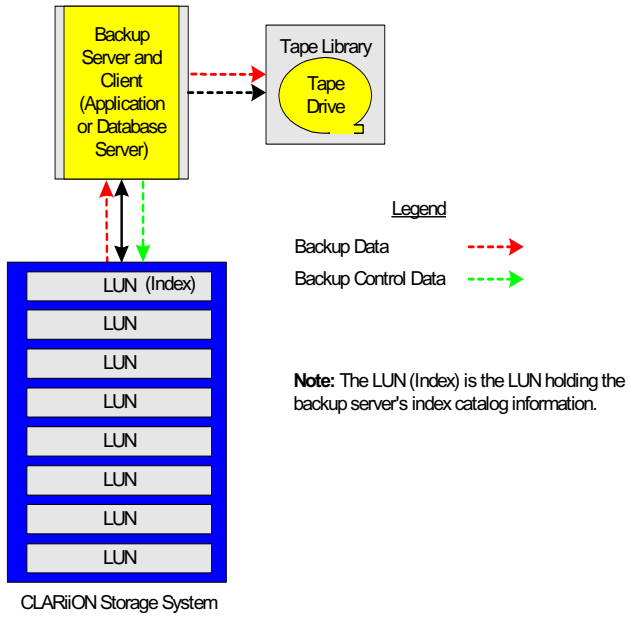 Backup
Server and
Client
(Application
or Database
Server)
Tape Library
Tape
Drive
Legend
Backup Data
Backup Control Data
LUN (Index)
LUN
LUN
LUN
LUN
LUN
LUN
LUN
Note: The LUN (Index) is the LUN holding the
backup server's index catalog information.
CLARiiON Storage System